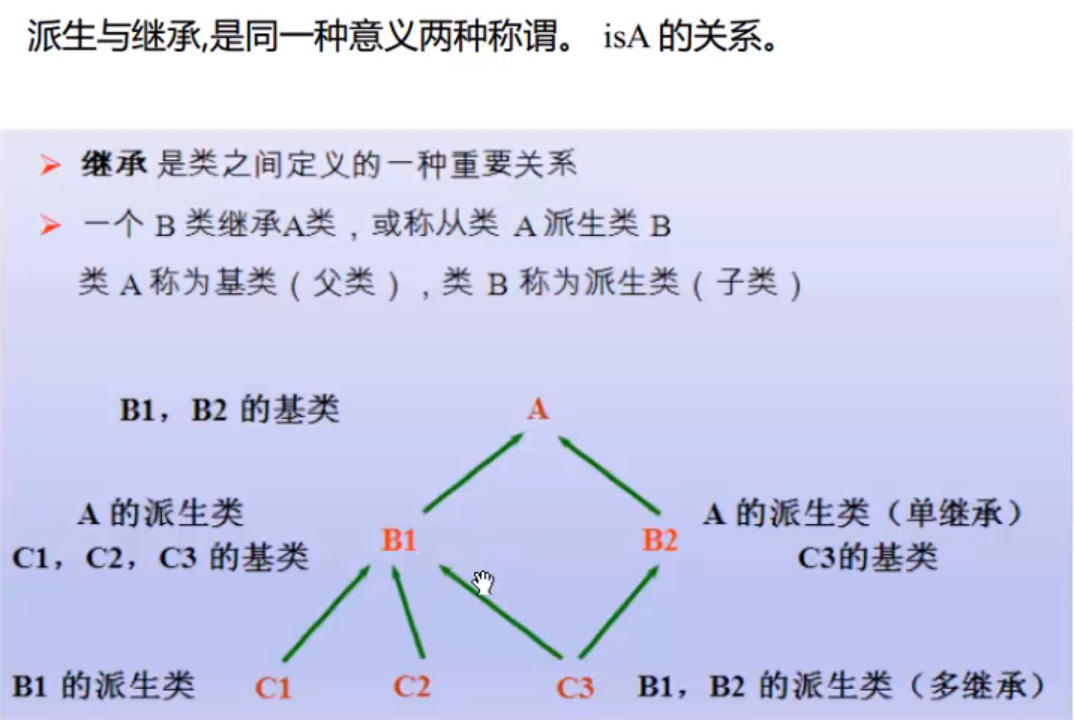 派生与继承,是同一种意义两种称谓。 isA 的关系。
继承 是类之间定义的一种重要关系
一个 B 类继承A类，或称从类 A 派生类 B
类 A 称为基类（父类），类 B 称为派生类（子类）
B1，B2 的基类
A
A 的派生类
C1，C2，C3 的基类
B1
B2
A 的派生类（单继承）
C3的基类
B1 的派生类
C1
C2
C3
B1，B2 的派生类（多继承）